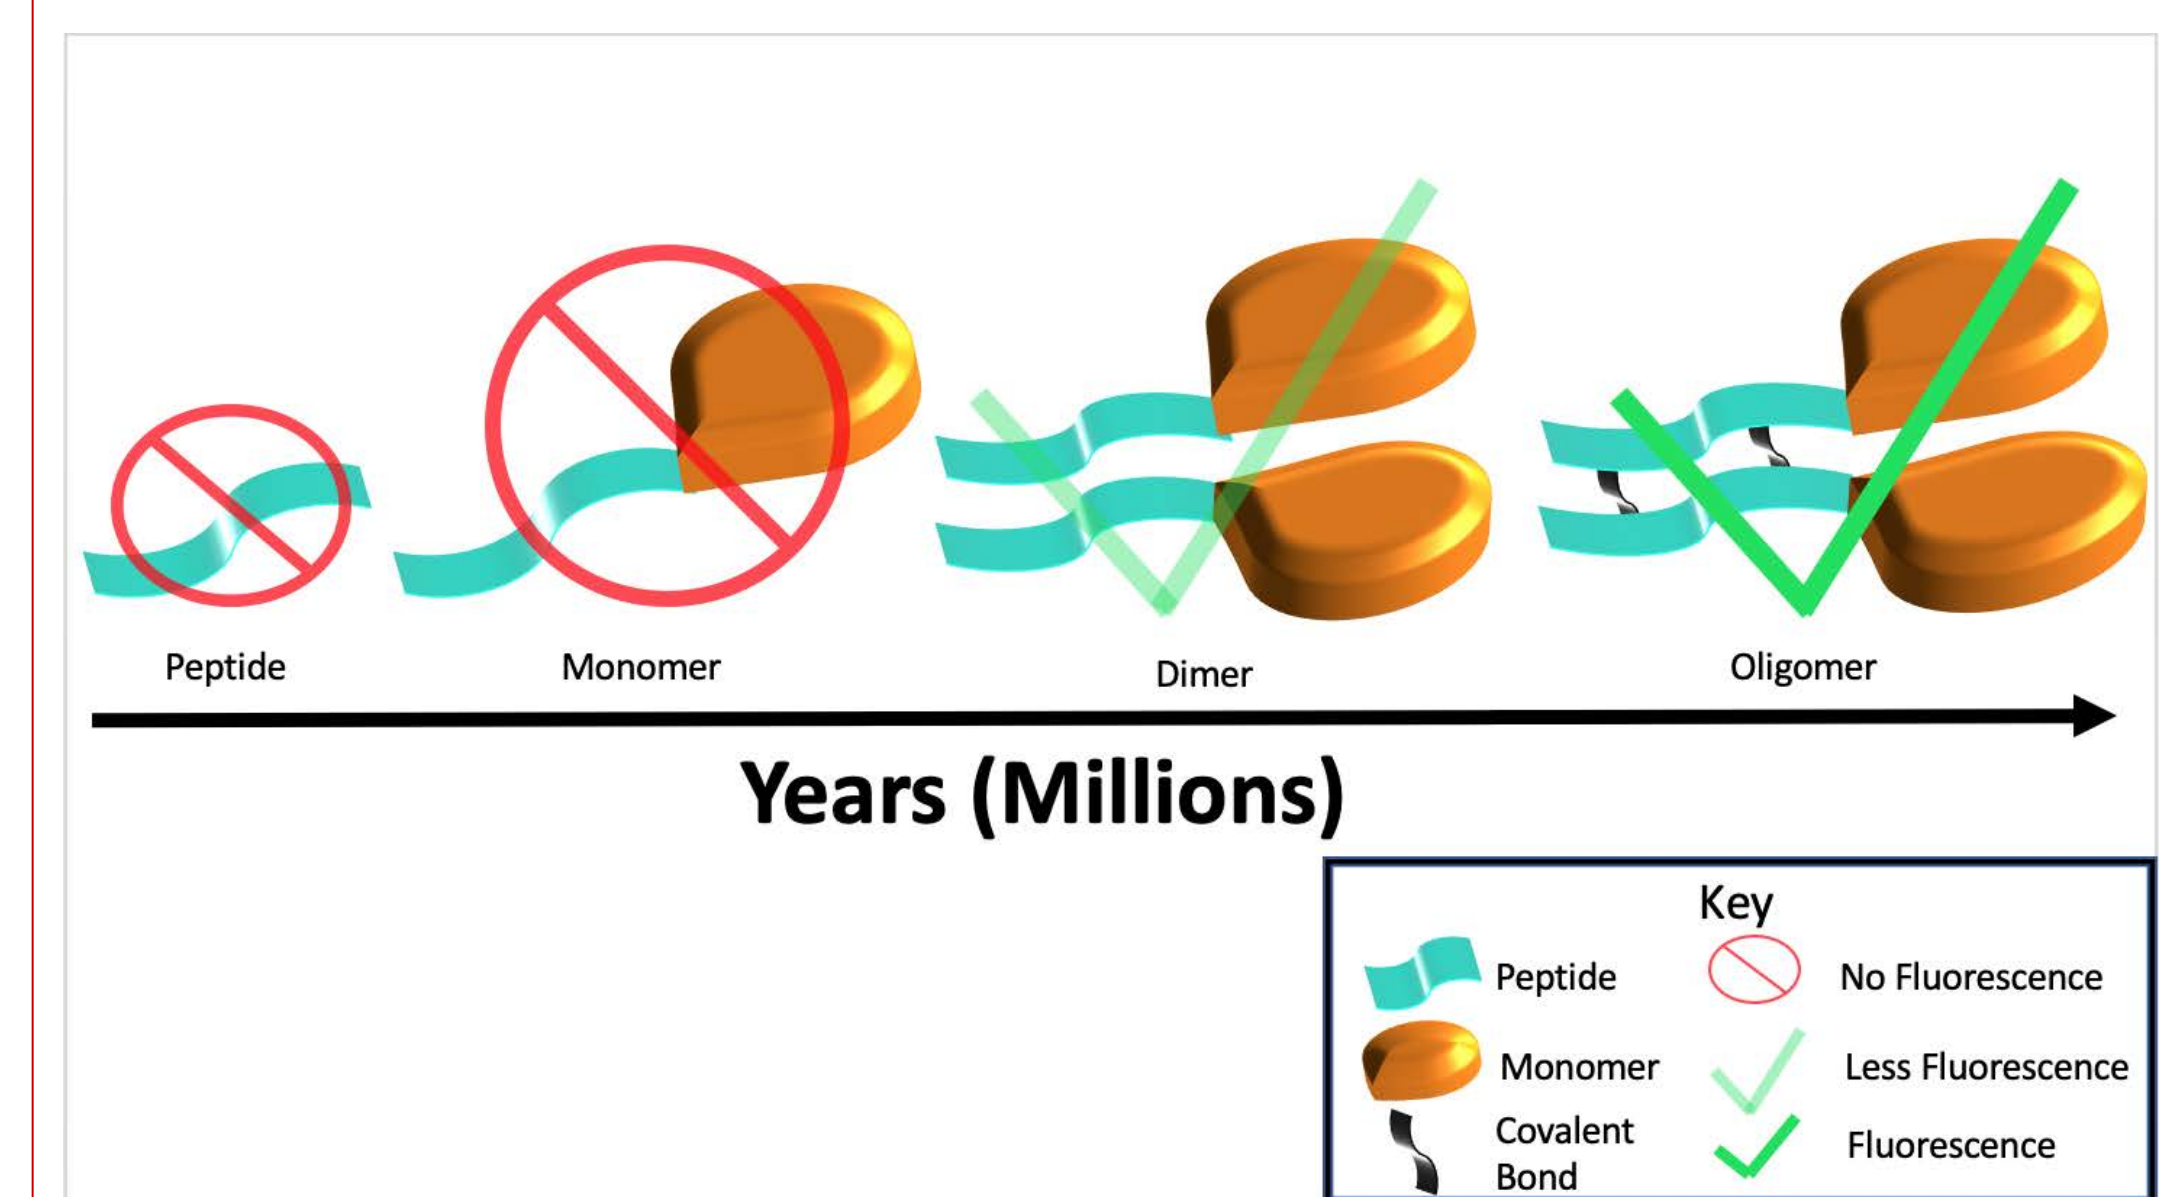 Peptide
Monomer
Dimer
Oligomer
Years (Millions)
Key
Peptide
No Fluorescence
Monomer
Less Fluorescence
Covalent
Bond
Fluorescence